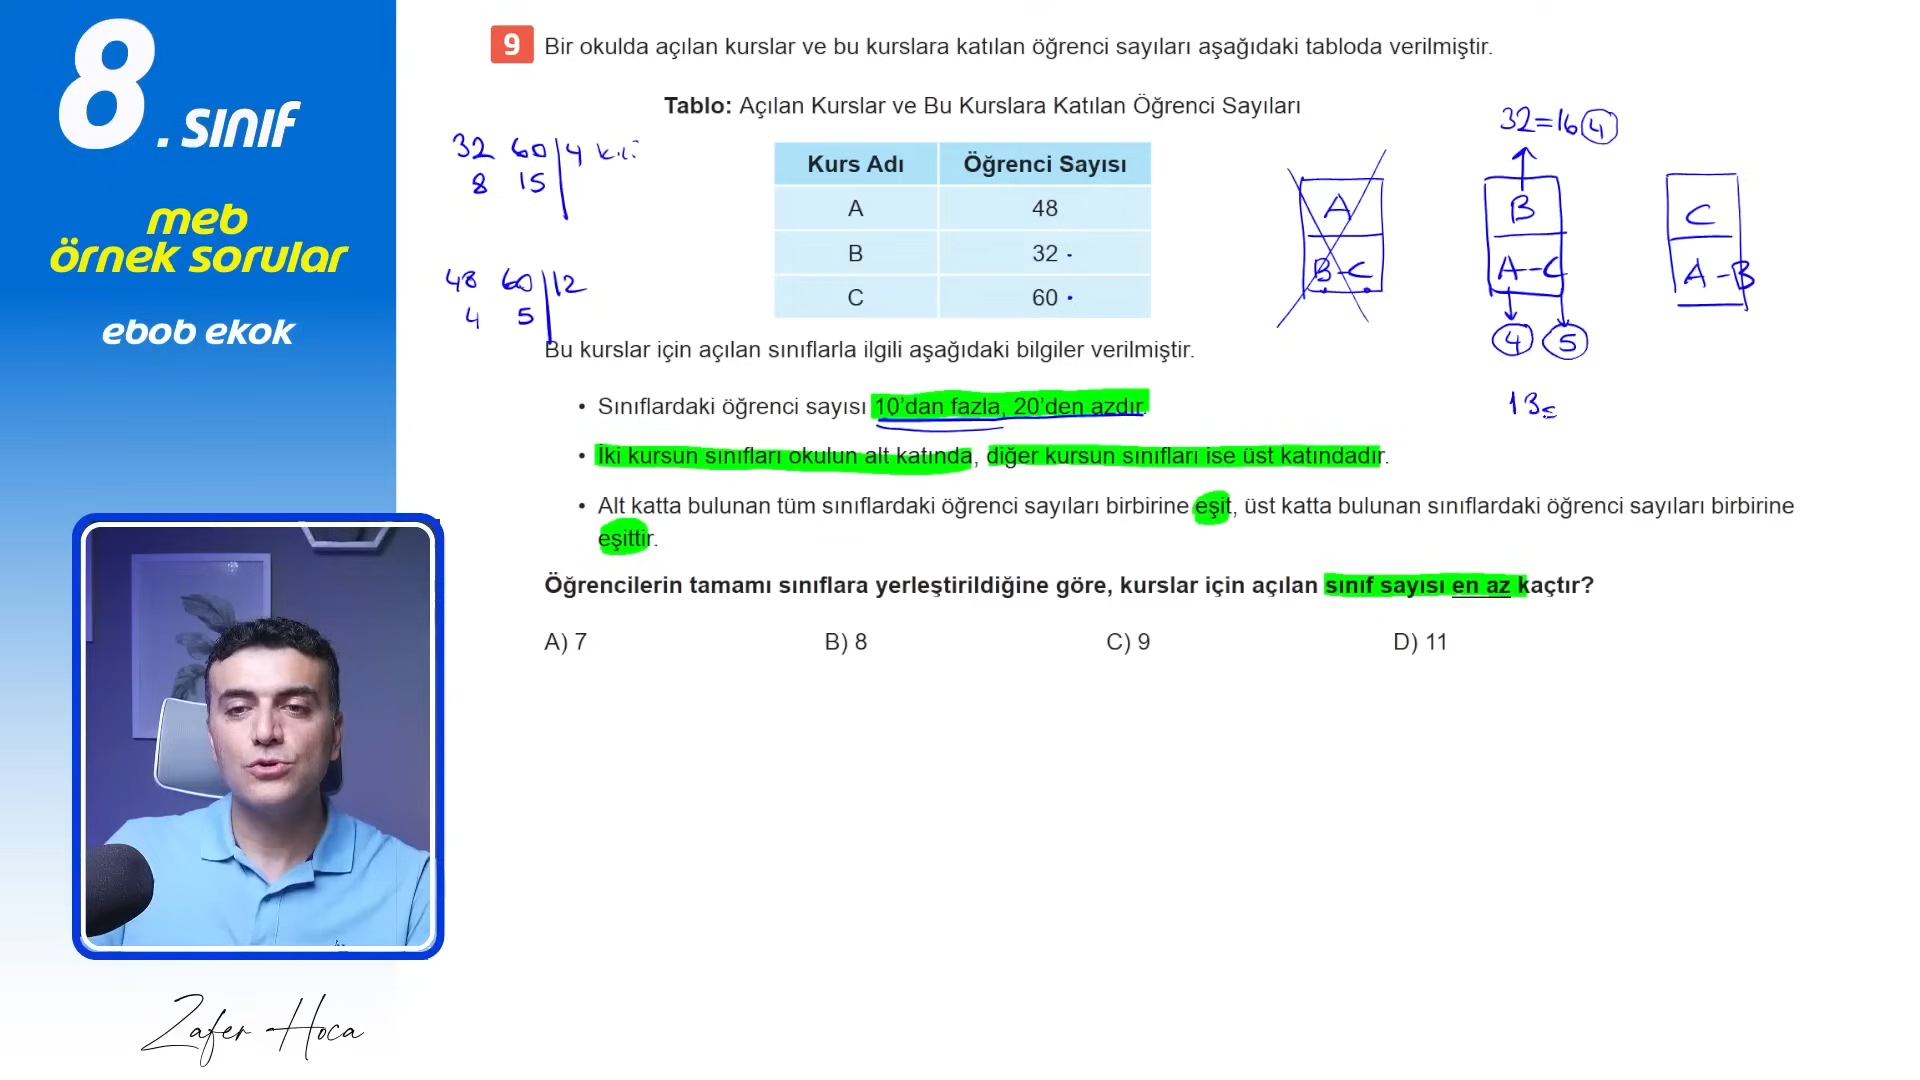 8. SINIF
meb
örnek sorular
ebob ekok
Zafer Hoca
9 Bir okulda açılan kurslar ve bu kurslara katılan öğrenci sayıları aşağıdaki tabloda verilmiştir.
Tablo: Açılan Kurslar ve Bu Kurslara Katılan Öğrenci Sayıları
Kurs Adı Öğrenci Sayısı
A 48
B 32
C 60
32 60 | 4
8 15
48 60 | 12
4 5
A
B-C
32=16 4
B
A-C
4 5
13
C
A-B
Bu kurslar için açılan sınıflarla ilgili aşağıdaki bilgiler verilmiştir.
• Sınıflardaki öğrenci sayısı 10'dan fazla, 20'den azdır.
• İki kursun sınıfları okulun alt katında, diğer kursun sınıfları ise üst katındadır.
• Alt katta bulunan tüm sınıflardaki öğrenci sayıları birbirine eşit, üst katta bulunan sınıflardaki öğrenci sayıları birbirine
eşittir.
Öğrencilerin tamamı sınıflara yerleştirildiğine göre, kurslar için açılan sınıf sayısı en az kaçtır?
A) 7 B) 8 C) 9 D) 11